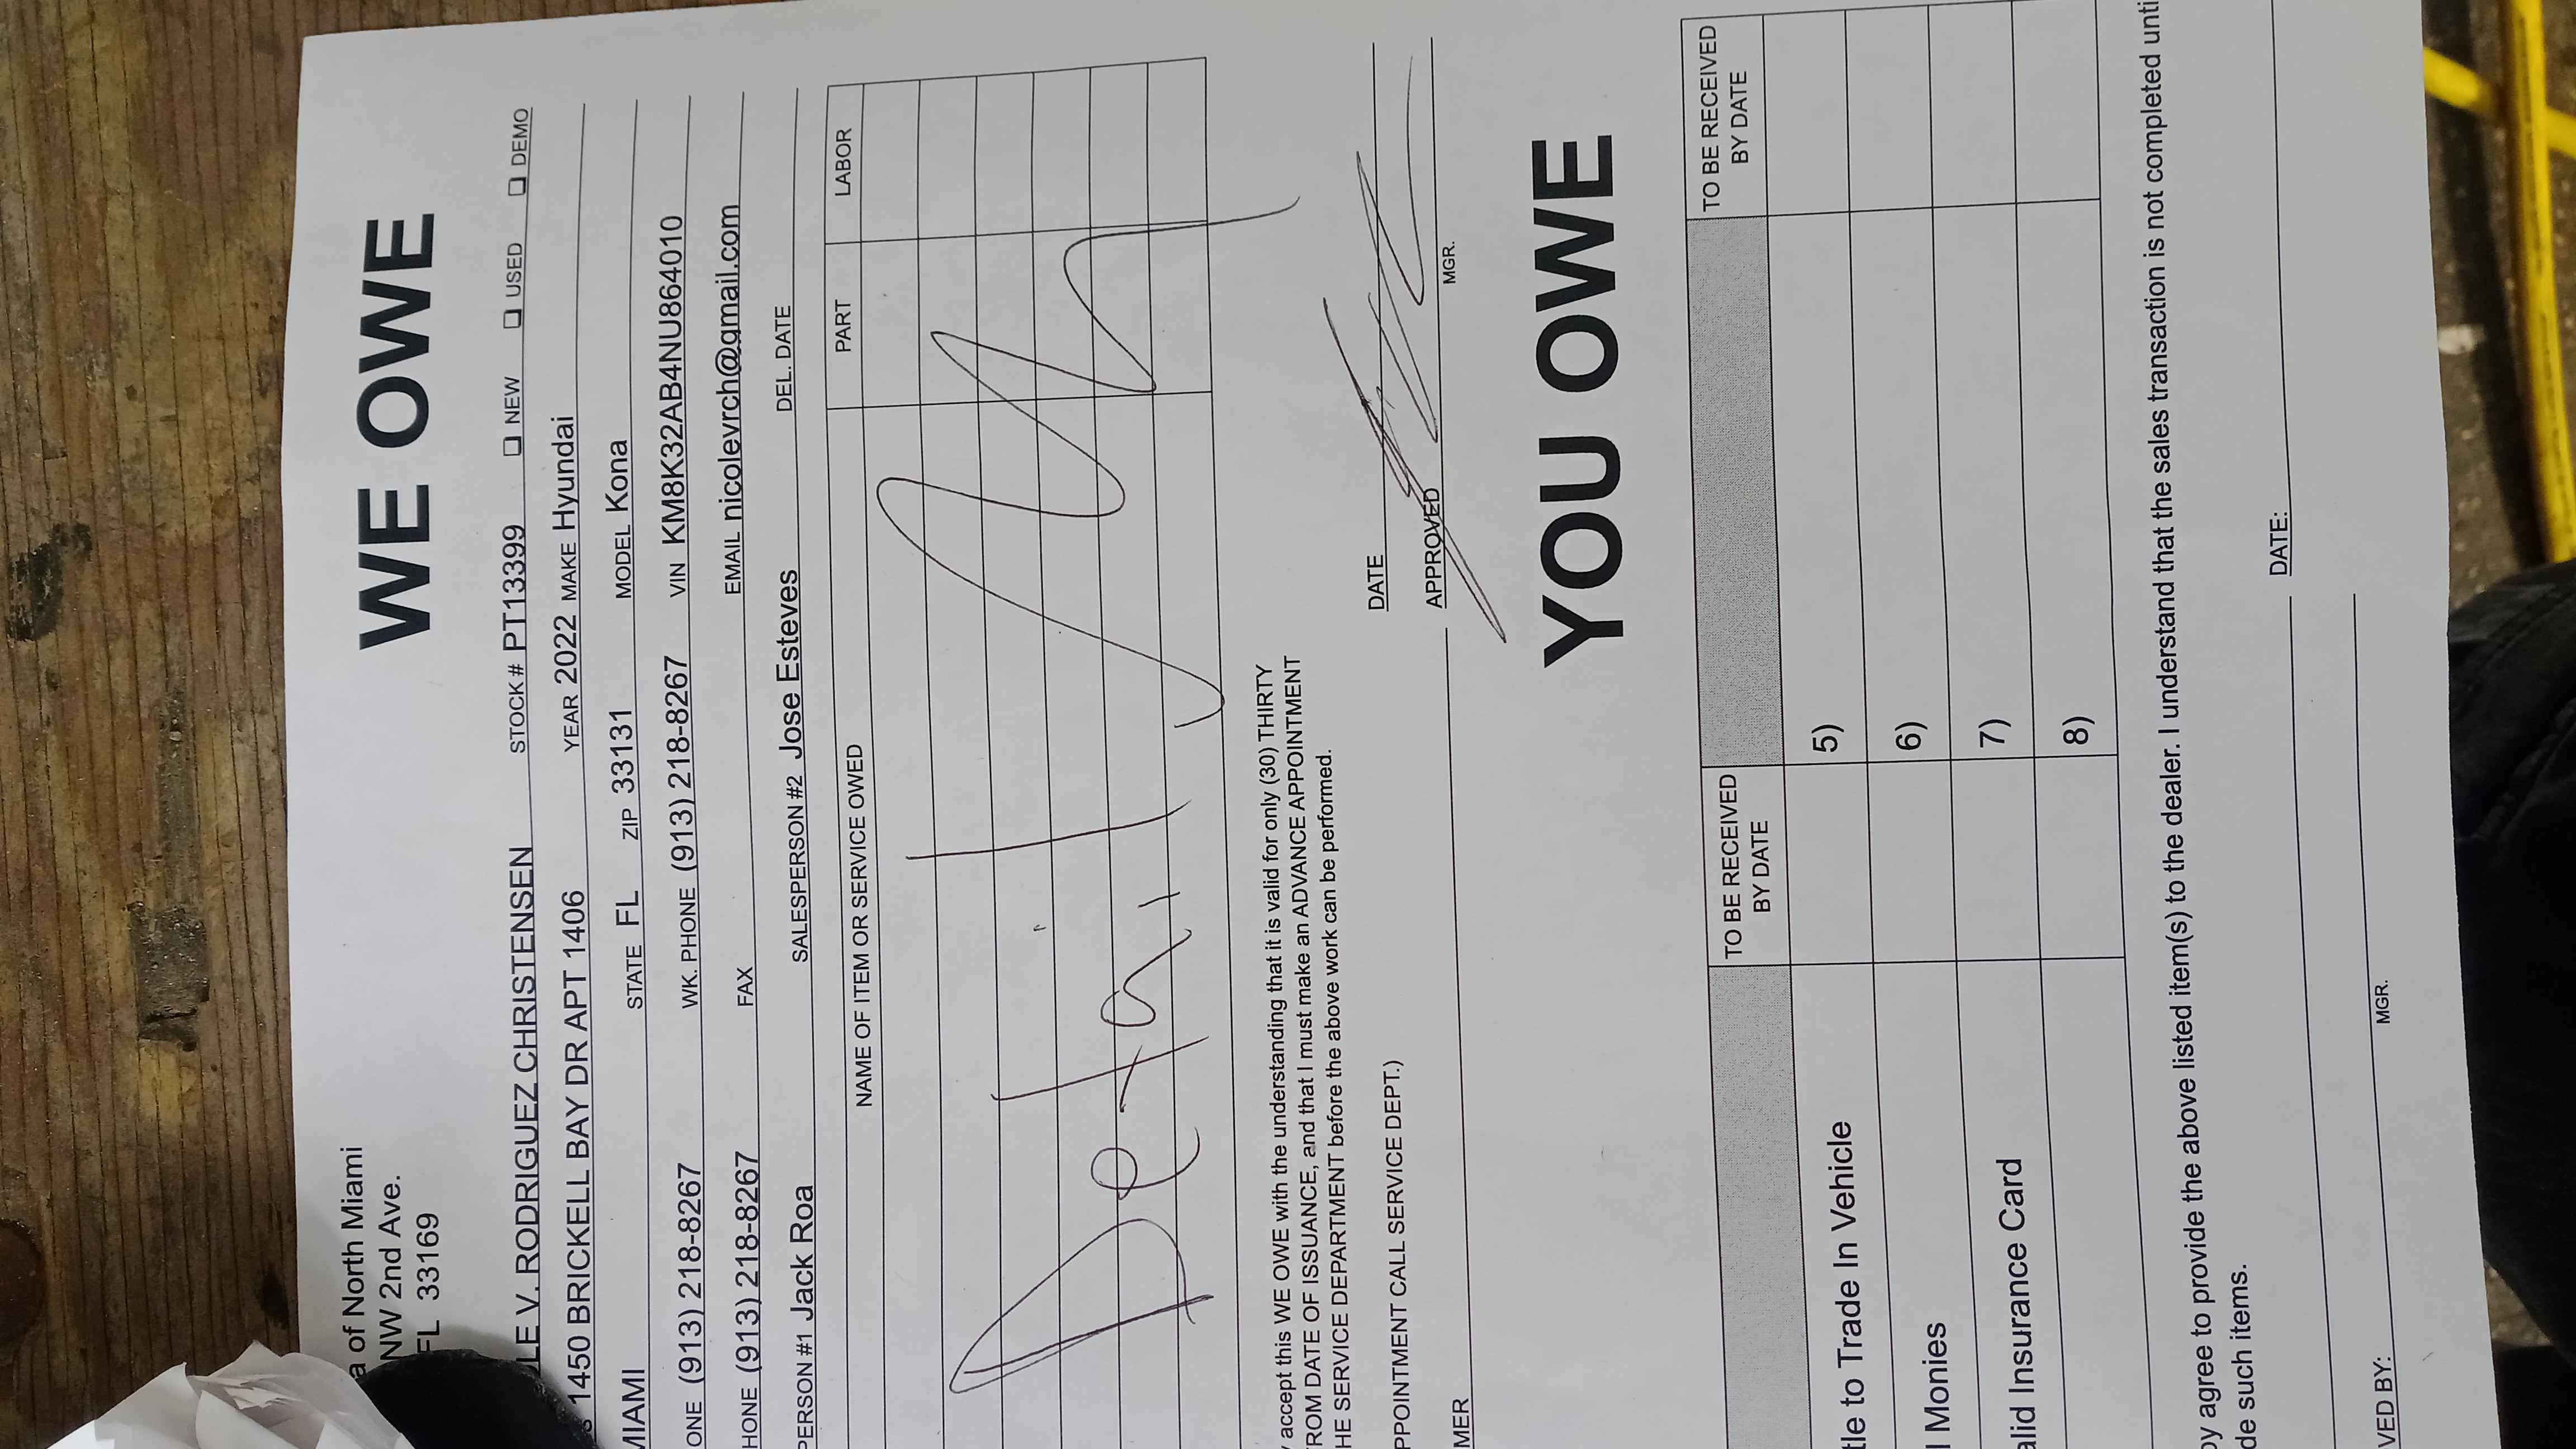 a of North Miami
NW 2nd Ave.
FL 33169
WE OWE
LE V. RODRIGUEZ CHRISTENSEN STOCK # PT13399 ❑ NEW ❑ USED ❑ DEMO
1450 BRICKELL BAY DR APT 1406 YEAR 2022 MAKE Hyundai
MIAMI STATE FL ZIP 33131 MODEL Kona
ONE (913) 218-8267 WK. PHONE (913) 218-8267 VIN KM8K32AB4NU864010
HONE (913) 218-8267 FAX EMAIL nicolevrch@gmail.com
PERSON #1 Jack Roa SALESPERSON #2 Jose Esteves DEL. DATE
NAME OF ITEM OR SERVICE OWED PART LABOR
Detail
accept this WE OWE with the understanding that it is valid for only (30) THIRTY
FROM DATE OF ISSUANCE, and that I must make an ADVANCE APPOINTMENT
HE SERVICE DEPARTMENT before the above work can be performed.
DATE
PPOINTMENT CALL SERVICE DEPT.)
MER APPROVED
MGR.
YOU OWE
TO BE RECEIVED BY DATE TO BE RECEIVED BY DATE
tle to Trade In Vehicle 5)
l Monies 6)
alid Insurance Card 7)
8)
by agree to provide the above listed item(s) to the dealer. I understand that the sales transaction is not completed unti
de such items.
DATE:
VED BY:
MGR.